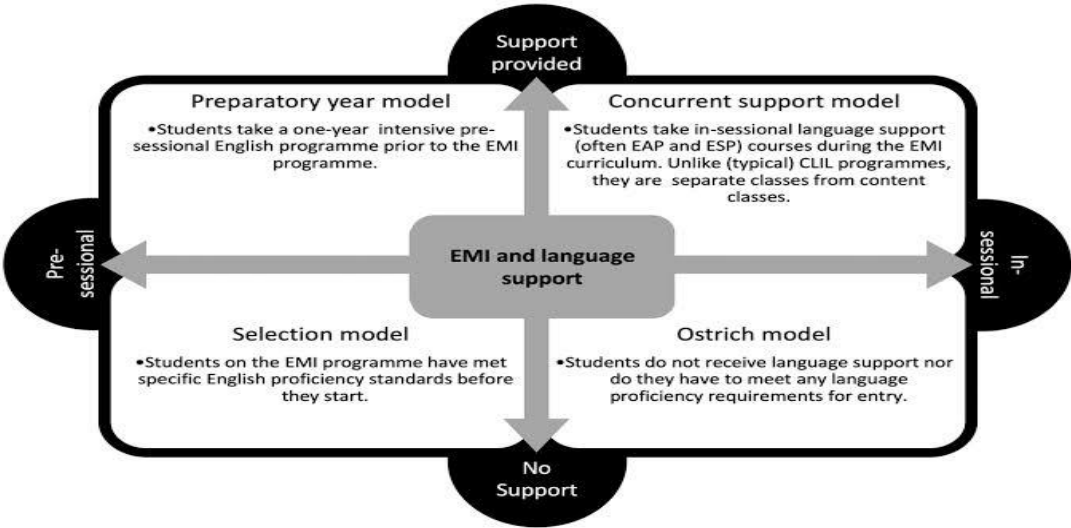 Support
provided
Preparatory year model
•Students take a one-year intensive pre-
sessional English programme prior to the EMI
programme.
Concurrent support model
•Students take in-sessional language support
(often EAP and ESP) courses during the EMI
curriculum. Unlike (typical) CLIL programmes,
they are separate classes from content
classes.
Pre-
sessional
EMI and language
support
In-
sessional
Selection model
•Students on the EMI programme have met
specific English proficiency standards before
they start.
Ostrich model
•Students do not receive language support nor
do they have to meet any language
proficiency requirements for entry.
No
Support